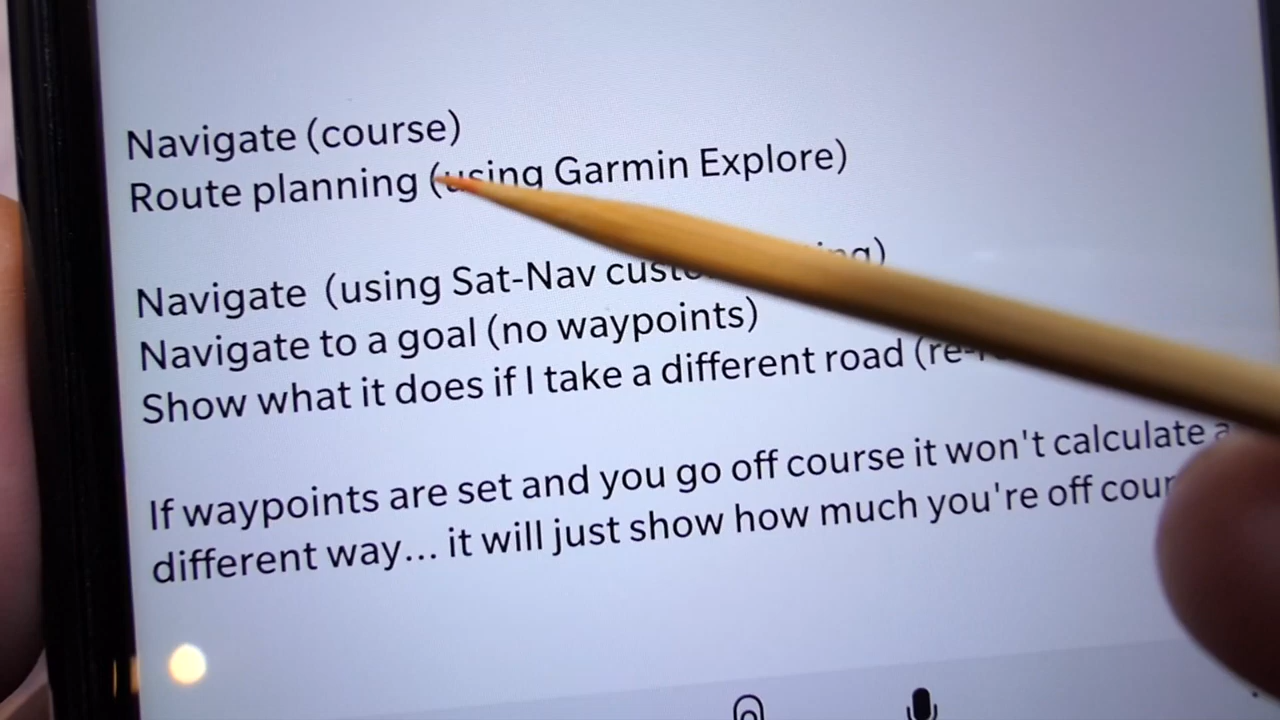 Navigate (course)
Route planning (using Garmin Explore)
Navigate (using Sat-Nav
Navigate to a goal (no waypoints)
Show what it does if I take a different road
If waypoints are set and you go off course it won't calculate a
different way... it will just show how much you're off